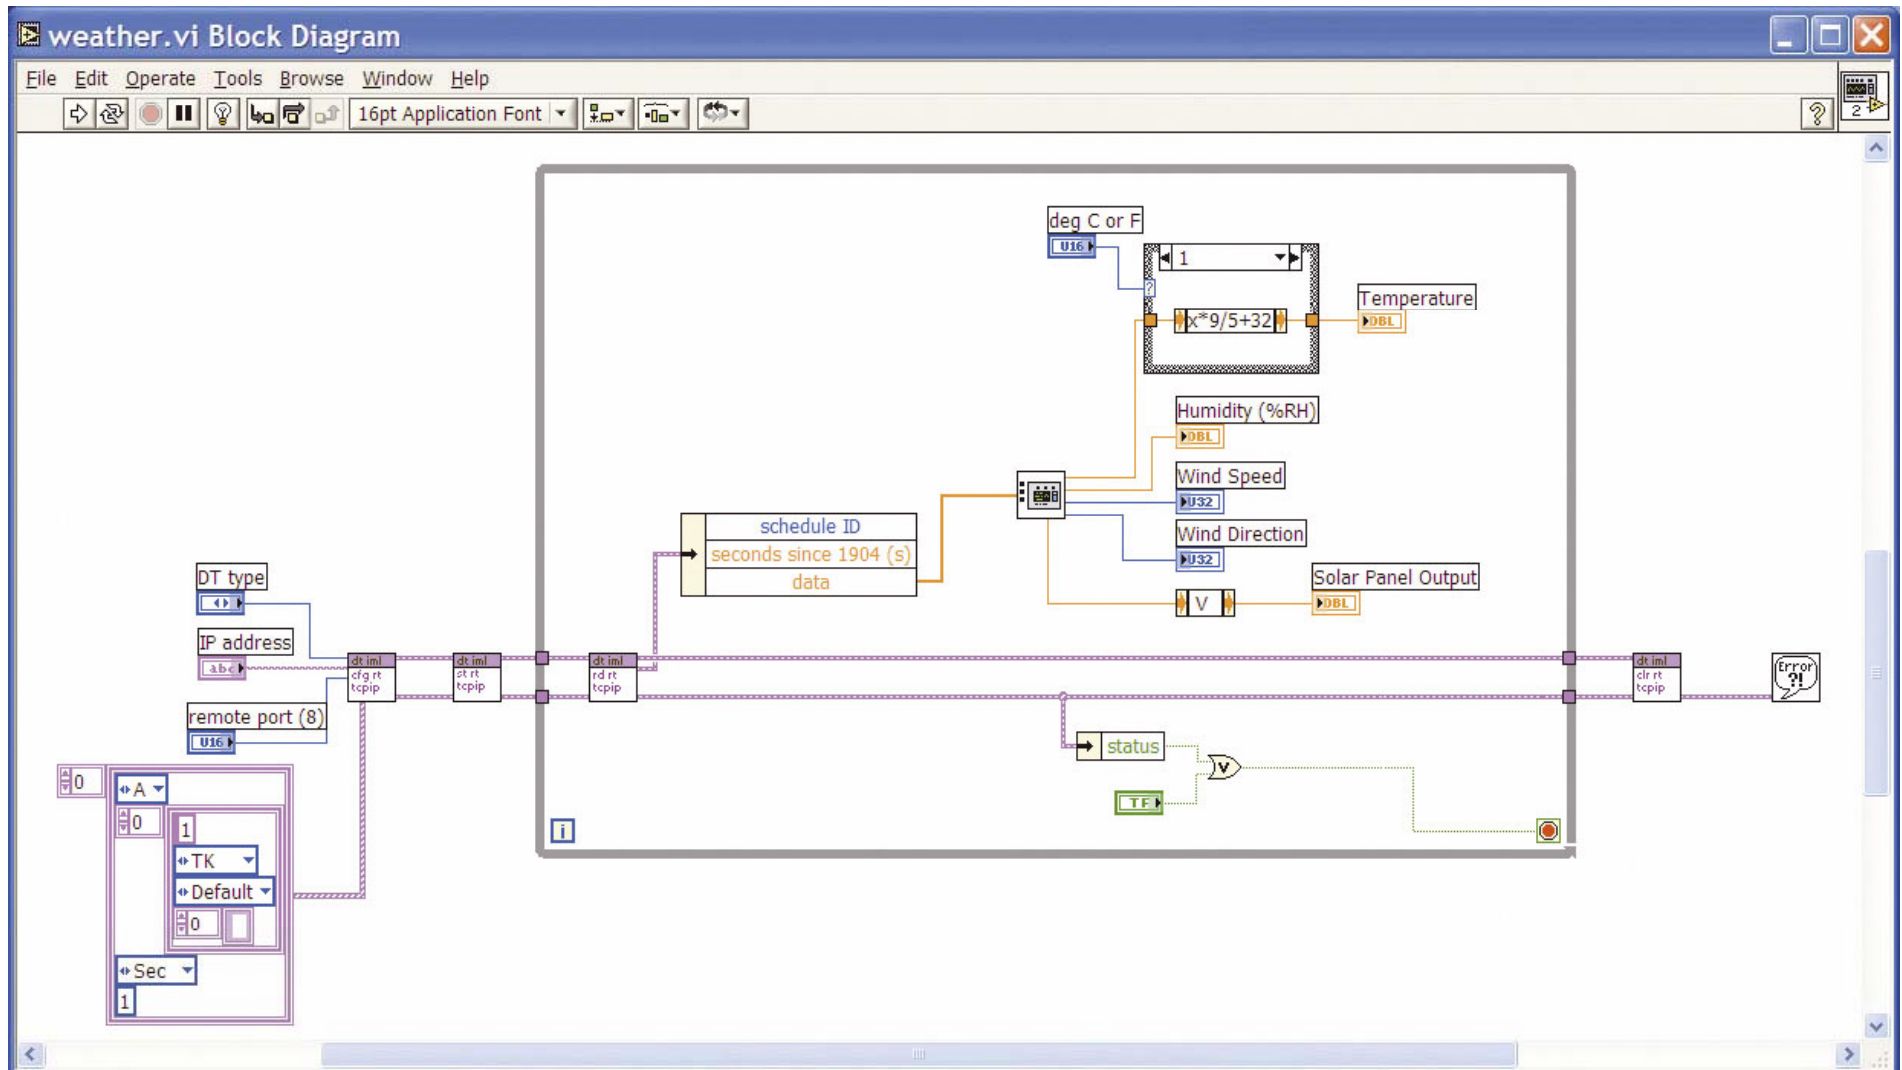 weather.vi Block Diagram
File Edit Operate Tools Browse Window Help
16pt Application Font
?
2
deg C or F
U16
1
?
x*9/5+32
Temperature
DBL
Humidity (%RH)
DBL
Wind Speed
U32
Wind Direction
U32
schedule ID
seconds since 1904 (s)
data
Solar Panel Output
V
DBL
DT type
IP address
abc
dt iml
cfg rt
tcpip
dt iml
st rt
tcpip
dt iml
rd rt
tcpip
dt iml
clr rt
tcpip
Error
?!
remote port (8)
U16
status
V
TF
i
0
A
0
1
TK
Default
0
Sec
1